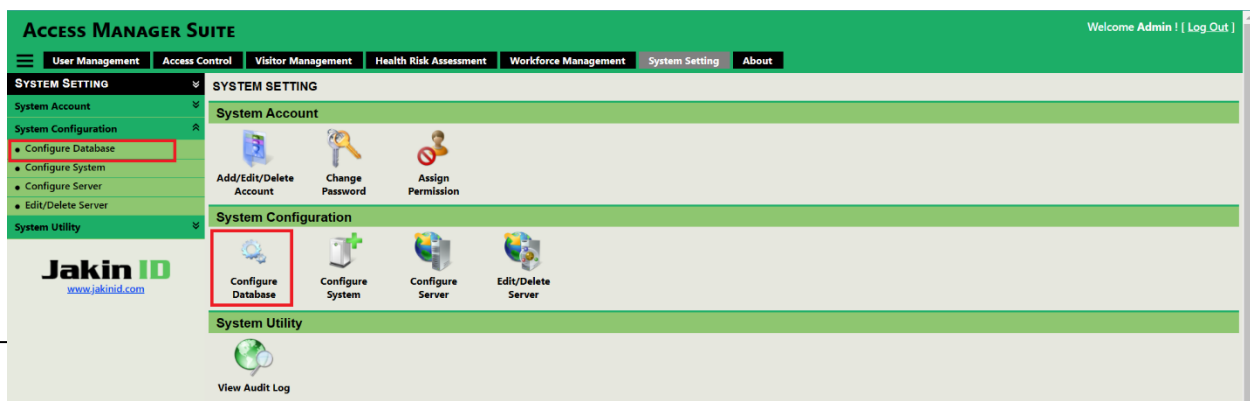 ACCESS MANAGER SUITE
Welcome Admin ! [ Log Out ]
User Management Access Control Visitor Management Health Risk Assessment Workforce Management System Setting About
SYSTEM SETTING
System Account
System Configuration
Configure Database
Configure System
Configure Server
Edit/Delete Server
System Utility
Jakin ID
www.jakinid.com
SYSTEM SETTING
System Account
Add/Edit/Delete
Account
Change
Password
Assign
Permission
System Configuration
Configure
Database
Configure
System
Configure
Server
Edit/Delete
Server
System Utility
View Audit Log